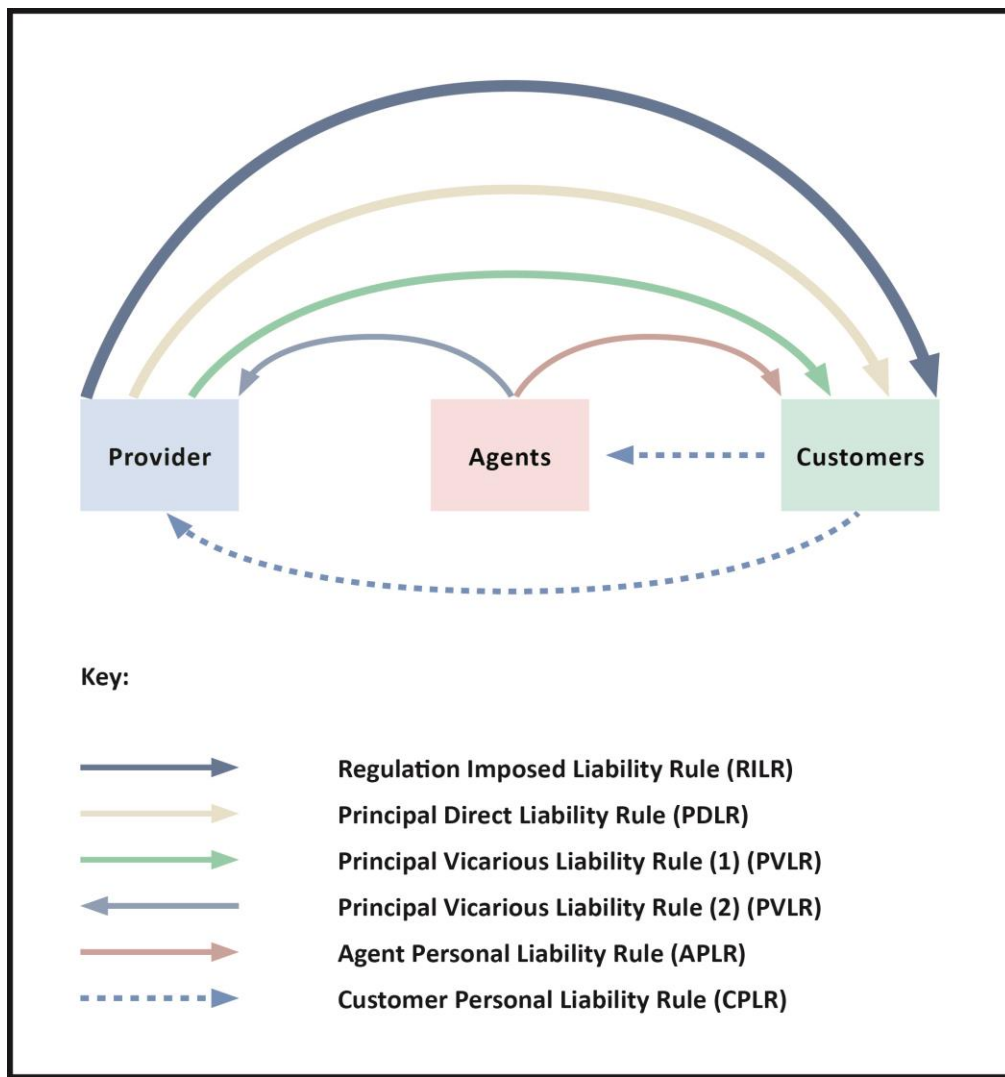 Provider
Agents
Customers
Key:
Regulation Imposed Liability Rule (RILR)
Principal Direct Liability Rule (PDLR)
Principal Vicarious Liability Rule (1) (PVLR)
Principal Vicarious Liability Rule (2) (PVLR)
Agent Personal Liability Rule (APLR)
Customer Personal Liability Rule (CPLR)